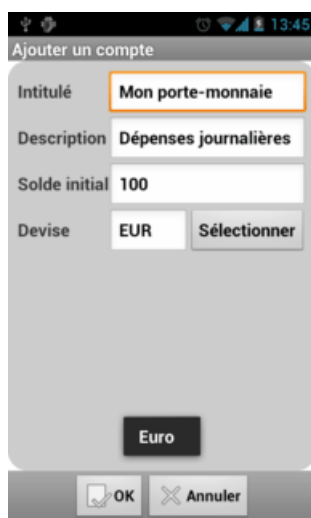 13:45
Ajouter un compte
Intitulé Mon porte-monnaie
Description Dépenses journalières
Solde initial 100
Devise EUR Sélectionner
Euro
OK Annuler